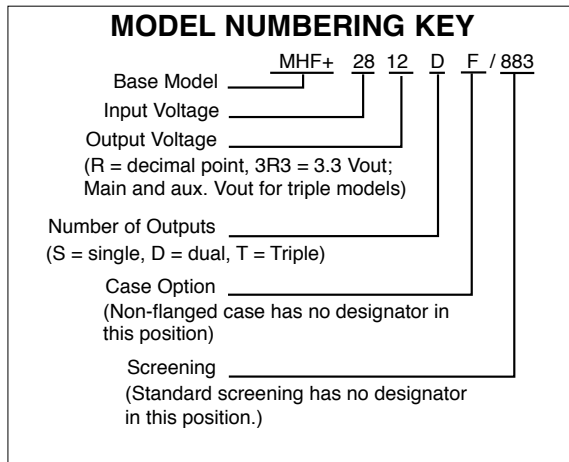 MODEL NUMBERING KEY
MHF+ 28 12 D F / 883
Base Model
Input Voltage
Output Voltage
(R = decimal point, 3R3 = 3.3 Vout;
Main and aux. Vout for triple models)
Number of Outputs
(S = single, D = dual, T = Triple)
Case Option
(Non-flanged case has no designator in
this position)
Screening
(Standard screening has no designator
in this position.)